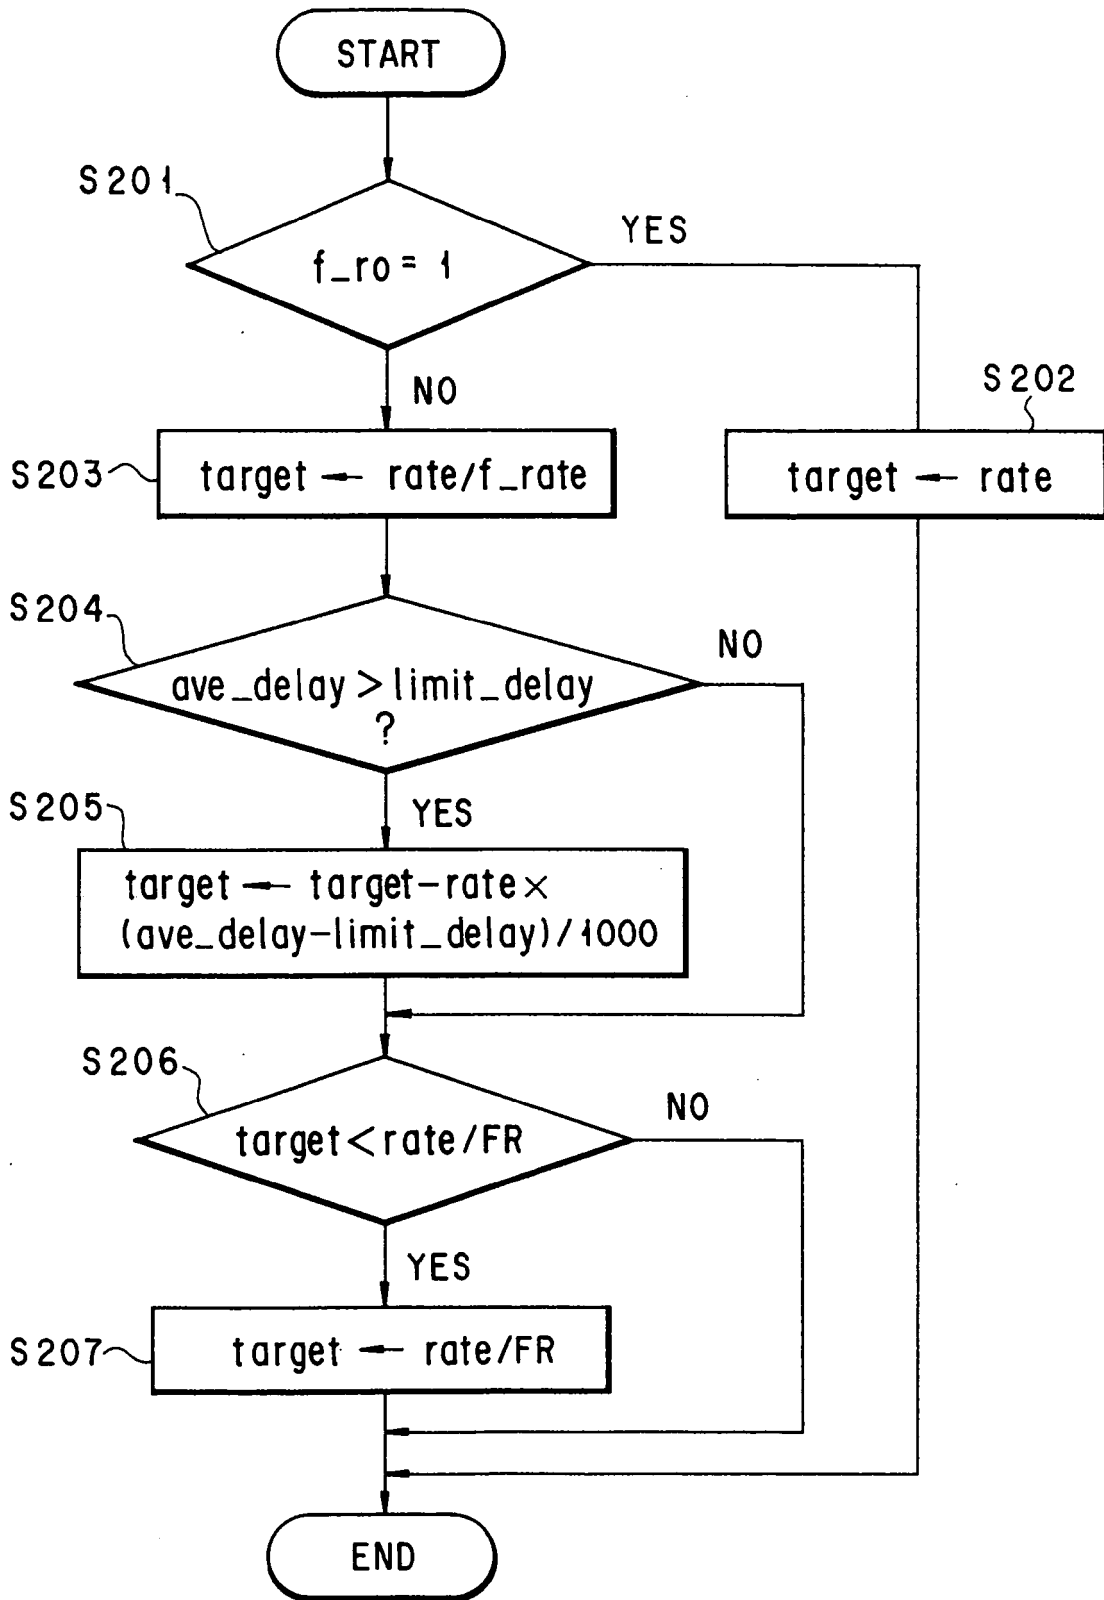 START
S201
f_ro = 1
YES
NO
S202
target ← rate
S203
target ← rate/f_rate
S204
ave_delay > limit_delay
?
NO
YES
S205
target ← target-rate×
(ave_delay-limit_delay)/1000
S206
target < rate/FR
NO
YES
S207
target ← rate/FR
END